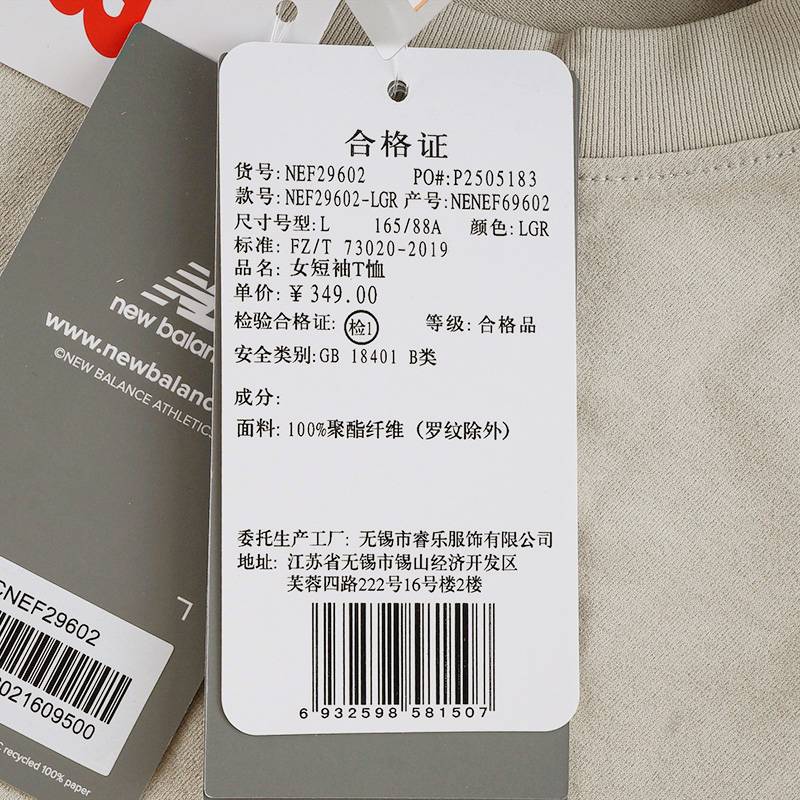 合格证
货号: NEF29602 PO#:P2505183
款号: NEF29602-LGR 产号: NENEF69602
尺寸号型: L 165/88A 颜色: LGR
标准: FZ/T 73020-2019
品名: 女短袖T恤
单价: ¥ 349.00
检验合格证: 检1 等级: 合格品
安全类别:GB 18401 B类
成分:
面料: 100%聚酯纤维 (罗纹除外)
委托生产工厂: 无锡市睿乐服饰有限公司
地址: 江苏省无锡市锡山经济开发区
芙蓉四路222号16号楼2楼
6 932598 581507
new balance
www.newbalanc
©NEW BALANCE ATHLETICS
L
CNEF29602
021609500
recycled 100% paper